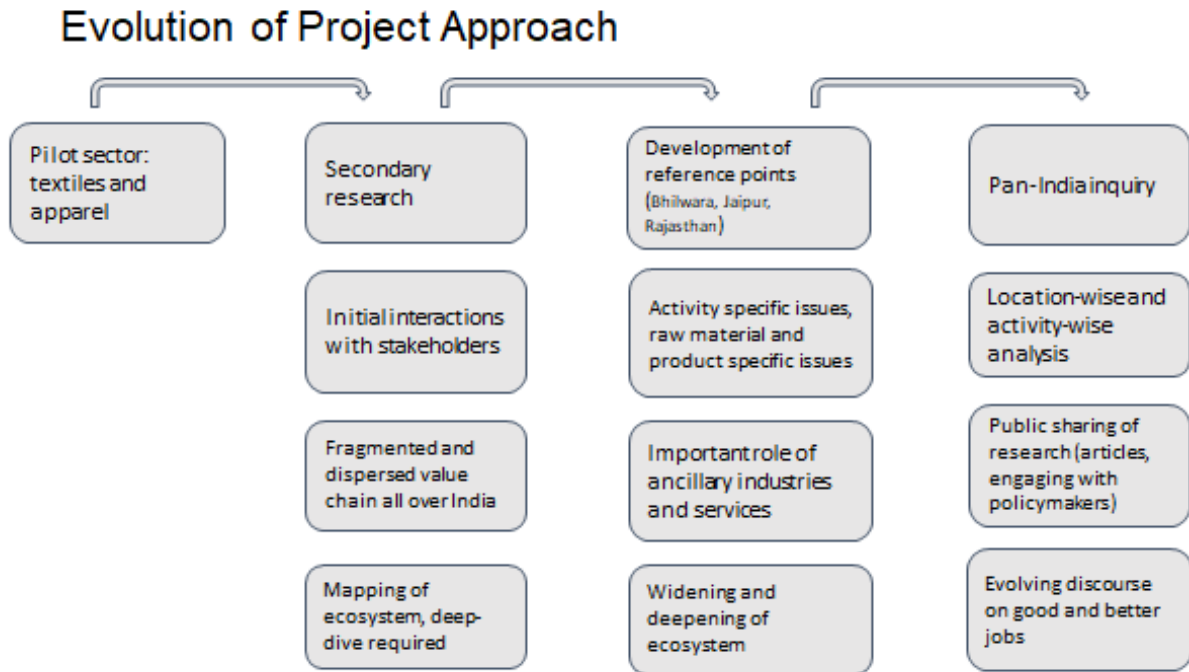 Evolution of Project Approach
Pilot sector:
textiles and
apparel
Secondary
research
Initial interactions
with stakeholders
Fragmented and
dispersed value
chain all over India
Mapping of
ecosystem, deep-
dive required
Development of
reference points
(Bhilwara, Jaipur,
Rajasthan)
Activity specific issues,
raw material and
product specific issues
Important role of
ancillary industries
and services
Widening and
deepening of
ecosystem
Pan-India inquiry
Location-wise and
activity-wise
analysis
Public sharing of
research (articles,
engaging with
policymakers)
Evolving discourse
on good and better
jobs